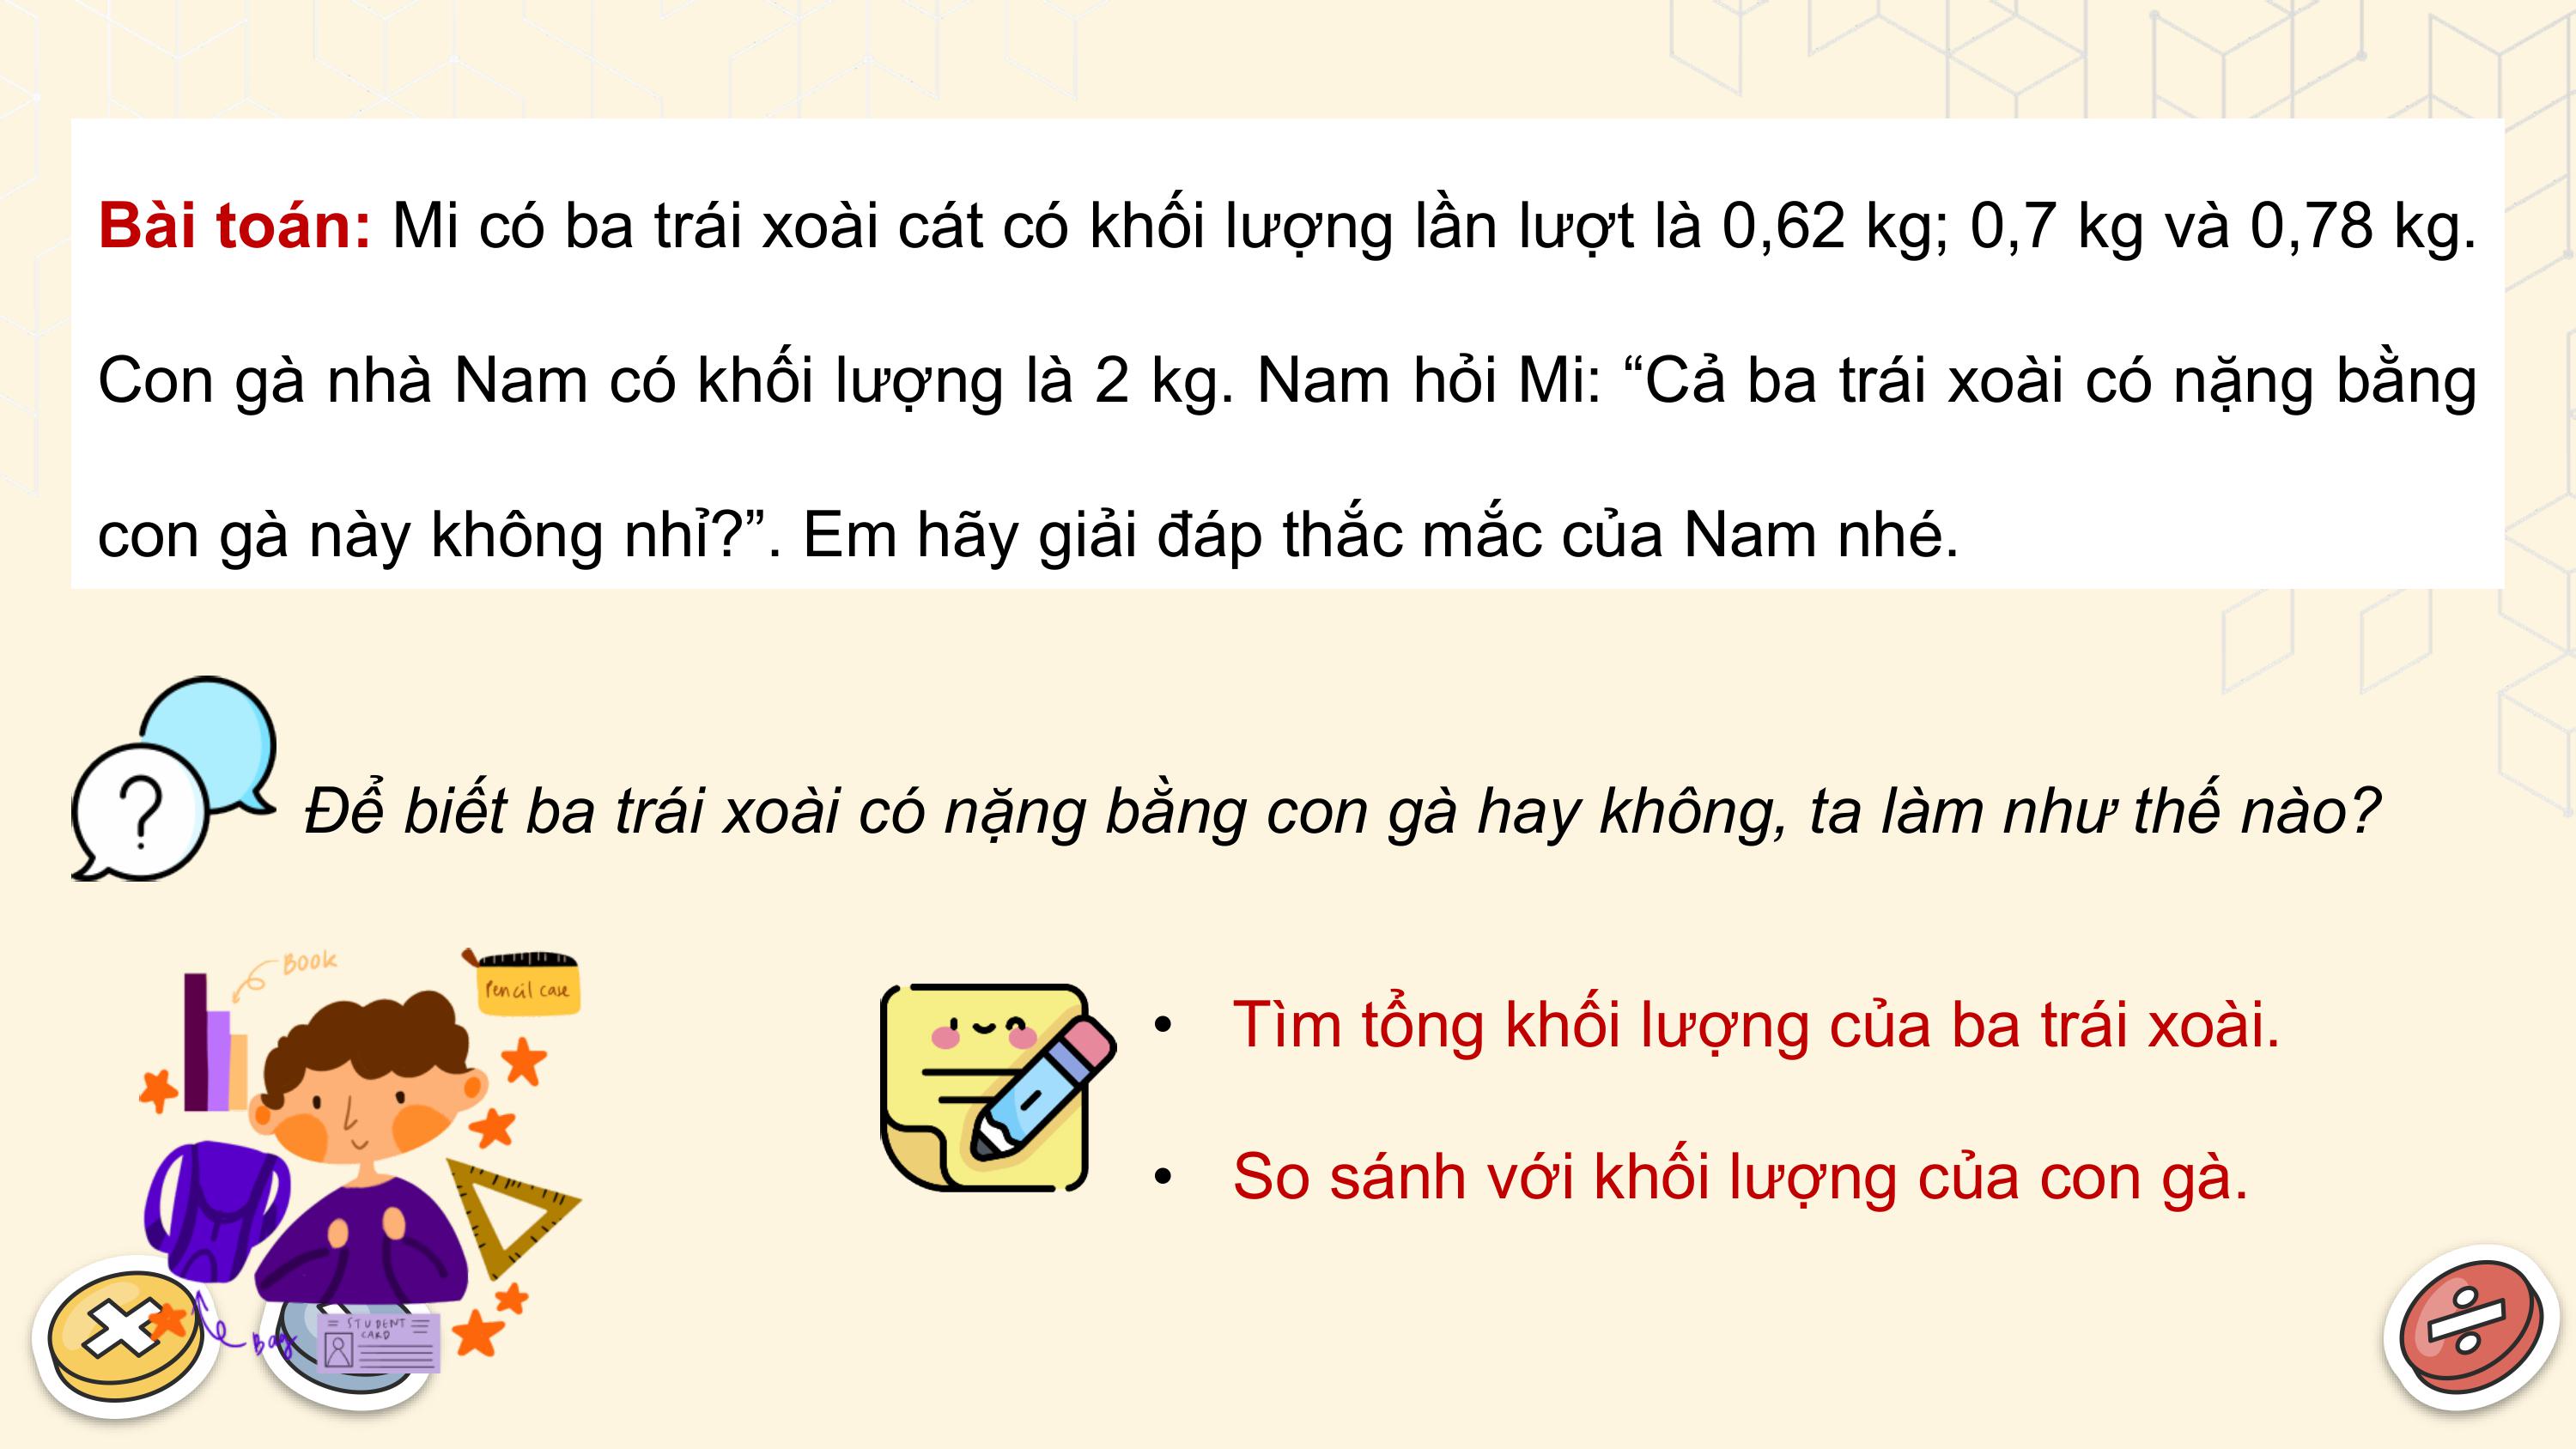 Bài toán: Mi có ba trái xoài cát có khối lượng lần lượt là 0,62 kg; 0,7 kg và 0,78 kg.
Con gà nhà Nam có khối lượng là 2 kg. Nam hỏi Mi: “Cả ba trái xoài có nặng bằng
con gà này không nhỉ?”. Em hãy giải đáp thắc mắc của Nam nhé.
?
Để biết ba trái xoài có nặng bằng con gà hay không, ta làm như thế nào?
Book
Pencil case
• Tìm tổng khối lượng của ba trái xoài.
• So sánh với khối lượng của con gà.
Bag
STUDENT
CARD